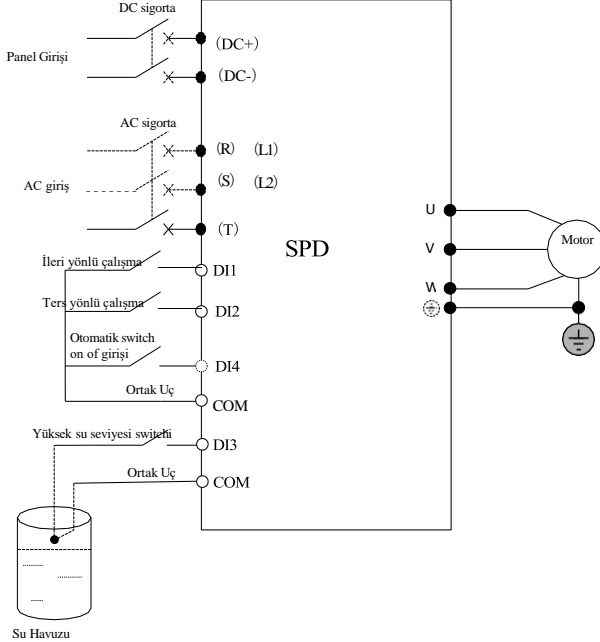 DC sigorta
Panel Girişi
(DC+)
(DC-)
AC sigorta
(R) (L1)
AC giriş
(S) (L2)
(T)
U
V
W
SPD
Motor
İleri yönlü çalışma
DI1
Ters yönlü çalışma
DI2
Otomatik switch
on of girişi
DI4
Ortak Uç
COM
Yüksek su seviyesi switchi
DI3
Ortak Uç
COM
Su Havuzu